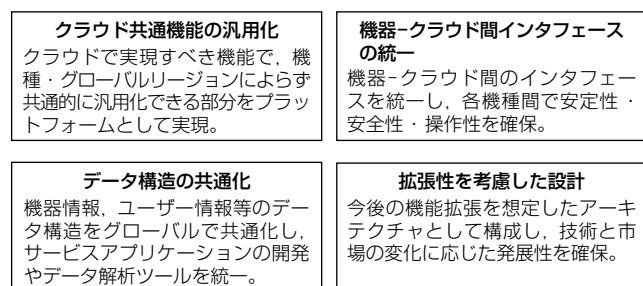 クラウド共通機能の汎用化
クラウドで実現すべき機能で，機
種・グローバルリージョンによらず
共通的に汎用化できる部分をプラッ
トフォームとして実現。
機器-クラウド間インタフェース
の統一
機器-クラウド間のインタフェー
スを統一し，各機種間で安定性・
安全性・操作性を確保。
データ構造の共通化
機器情報，ユーザー情報等のデー
タ構造をグローバルで共通化し，
サービスアプリケーションの開発
やデータ解析ツールを統一。
拡張性を考慮した設計
今後の機能拡張を想定したアーキ
テクチャとして構成し，技術と市
場の変化に応じた発展性を確保。